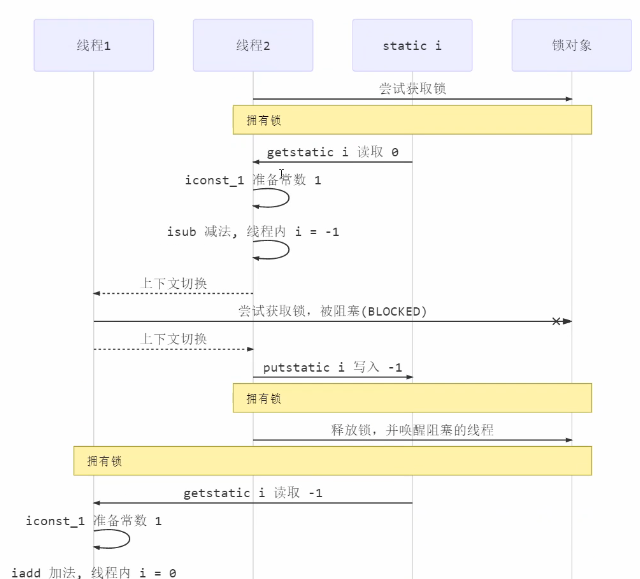 线程1
线程2
static i
锁对象
尝试获取锁
拥有锁
getstatic i 读取 0
iconst_1 准备常数 1
isub 减法, 线程内 i = -1
上下文切换
尝试获取锁, 被阻塞(BLOCKED)
上下文切换
putstatic i 写入 -1
拥有锁
释放锁, 并唤醒阻塞的线程
拥有锁
getstatic i 读取 -1
iconst_1 准备常数 1
iadd 加法, 线程内 i = 0